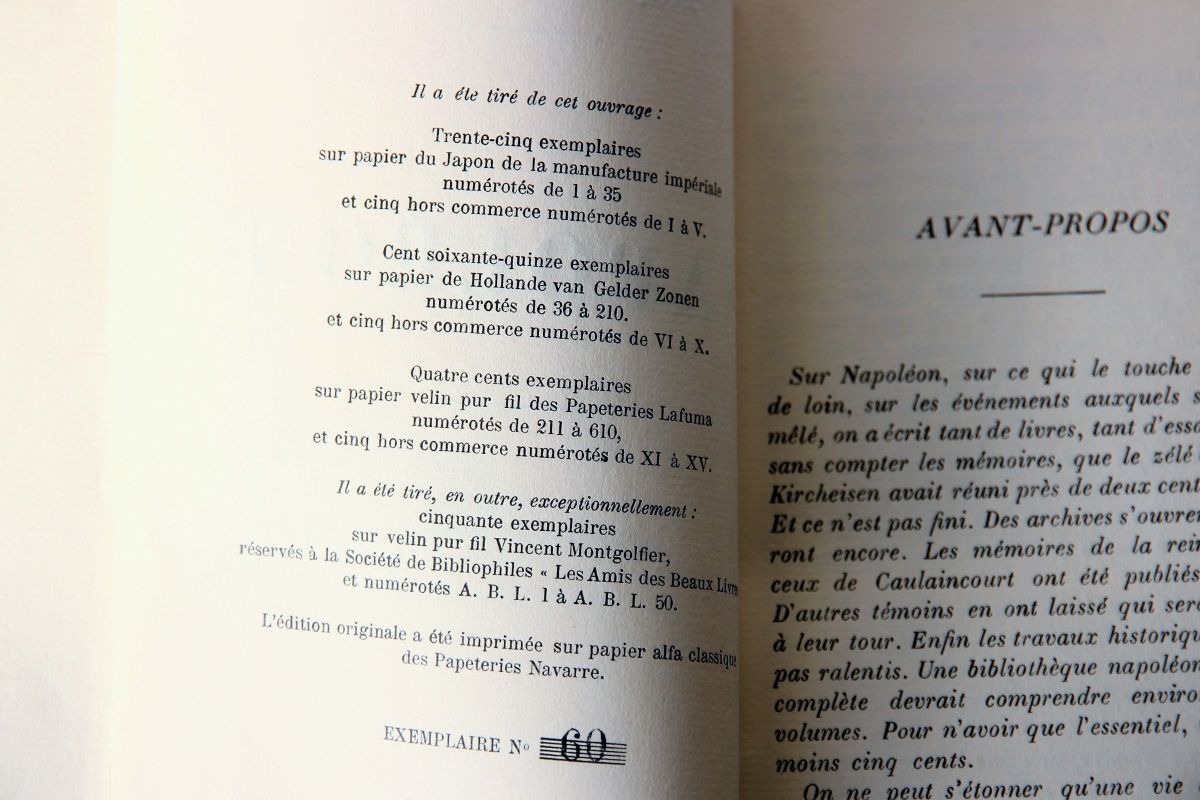 Il a été tiré de cet ouvrage :
Trente-cinq exemplaires
sur papier du Japon de la manufacture impériale
numérotés de 1 à 35
et cinq hors commerce numérotés de I à V.
Cent soixante-quinze exemplaires
sur papier de Hollande van Gelder Zonen
numérotés de 36 à 210.
et cinq hors commerce numérotés de VI à X.
Quatre cents exemplaires
sur papier velin pur fil des Papeteries Lafuma
numérotés de 211 à 610,
et cinq hors commerce numérotés de XI à XV.
Il a été tiré, en outre, exceptionnellement :
cinquante exemplaires
sur velin pur fil Vincent Montgolfier,
réservés à la Société de Bibliophiles « Les Amis des Beaux
et numérotés A. B. L. 1 à A. B. L. 50.
L'édition originale a été imprimée sur papier alfa classique
des Papeteries Navarre.
EXEMPLAIRE Nº 60
AVANT-PROPOS
Sur Napoléon, sur ce qui le touche
de loin, sur les événements auxquels
mêlé, on a écrit tant de livres, tant
sans compter les mémoires, que le zélé
Kircheisen avait réuni près de deux
Et ce n'est pas fini. Des archives
ront encore. Les mémoires de la
ceux de Caulaincourt ont été publiés
D'autres témoins en ont laissé qui
à leur tour. Enfin les travaux
pas ralentis. Une bibliothèque
complète devrait comprendre
volumes. Pour n'avoir que l'essentiel,
moins cinq cents.
On ne peut s'étonner qu'une vie